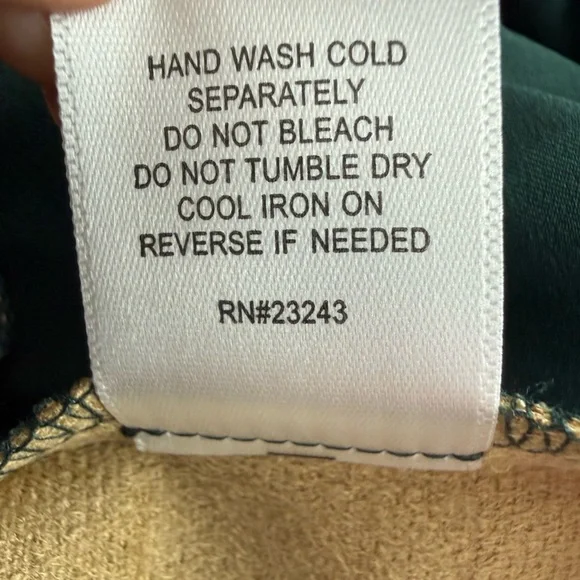 HAND WASH COLD
SEPARATELY
DO NOT BLEACH
DO NOT TUMBLE DRY
COOL IRON ON
REVERSE IF NEEDED
RN#23243